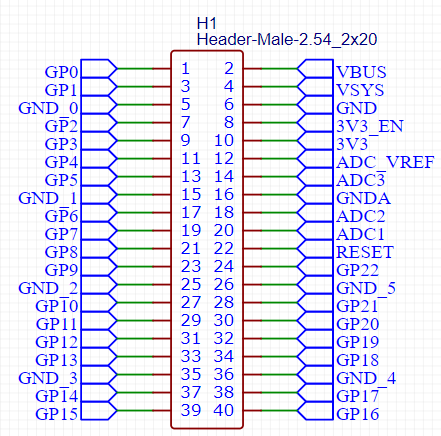 H1
Header-Male-2.54_2x20
GP0 1 2 VBUS
GP1 3 4 VSYS
GND_0 5 6 GND
GP2 7 8 3V3_EN
GP3 9 10 3V3
GP4 11 12 ADC_VREF
GP5 13 14 ADC3
GND_1 15 16 GNDA
GP6 17 18 ADC2
GP7 19 20 ADC1
GP8 21 22 RESET
GP9 23 24 GP22
GND_2 25 26 GND_5
GP10 27 28 GP21
GP11 29 30 GP20
GP12 31 32 GP19
GP13 33 34 GP18
GND_3 35 36 GND_4
GP14 37 38 GP17
GP15 39 40 GP16